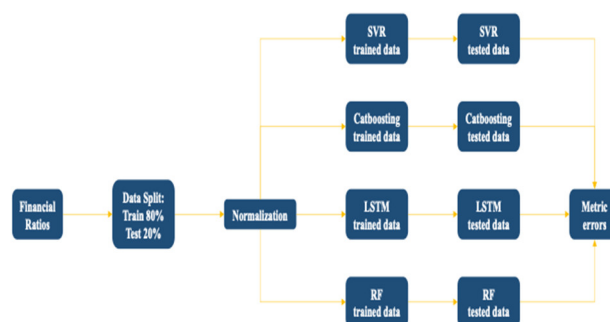 SVR
trained data
SVR
tested data
Catboosting
trained data
Catboosting
tested data
Financial
Ratios
Data Split:
Train 80%
Test 20%
Normalization
LSTM
trained data
LSTM
tested data
Metric
errors
RF
trained data
RF
tested data